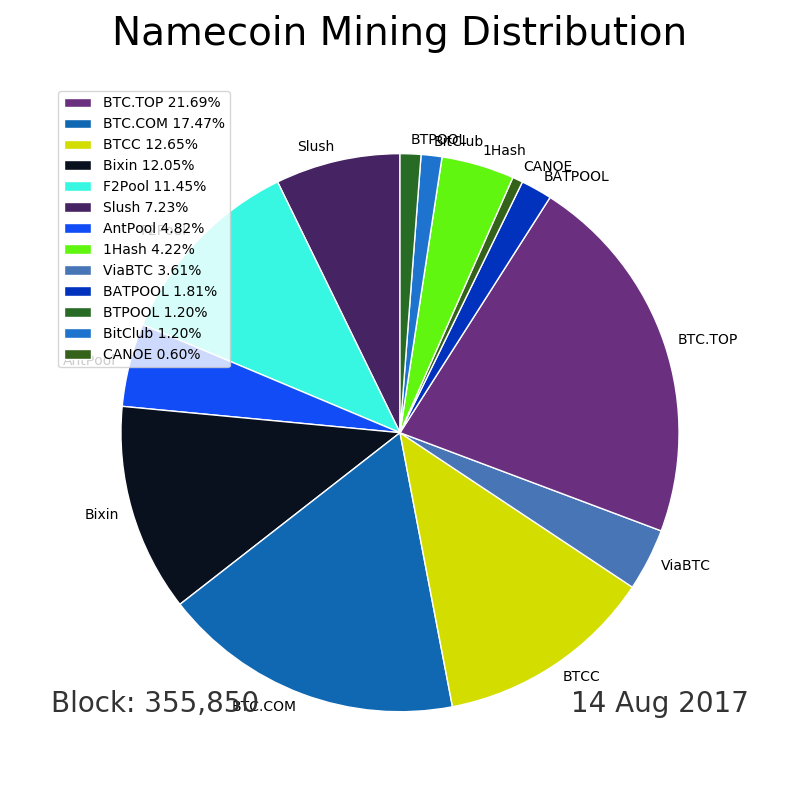 Namecoin Mining Distribution
BTC.TOP 21.69%
BTC.COM 17.47%
BTCC 12.65%
Bixin 12.05%
F2Pool 11.45%
Slush 7.23%
AntPool 4.82%
1Hash 4.22%
ViaBTC 3.61%
BATPOOL 1.81%
BTPOOL 1.20%
BitClub 1.20%
CANOE 0.60%
BTPOOL
BitClub
1Hash
CANOE
BATPOOL
Slush
F2Pool
AntPool
BTC.TOP
Bixin
ViaBTC
BTCC
BTC.COM
Block: 355,850
14 Aug 2017